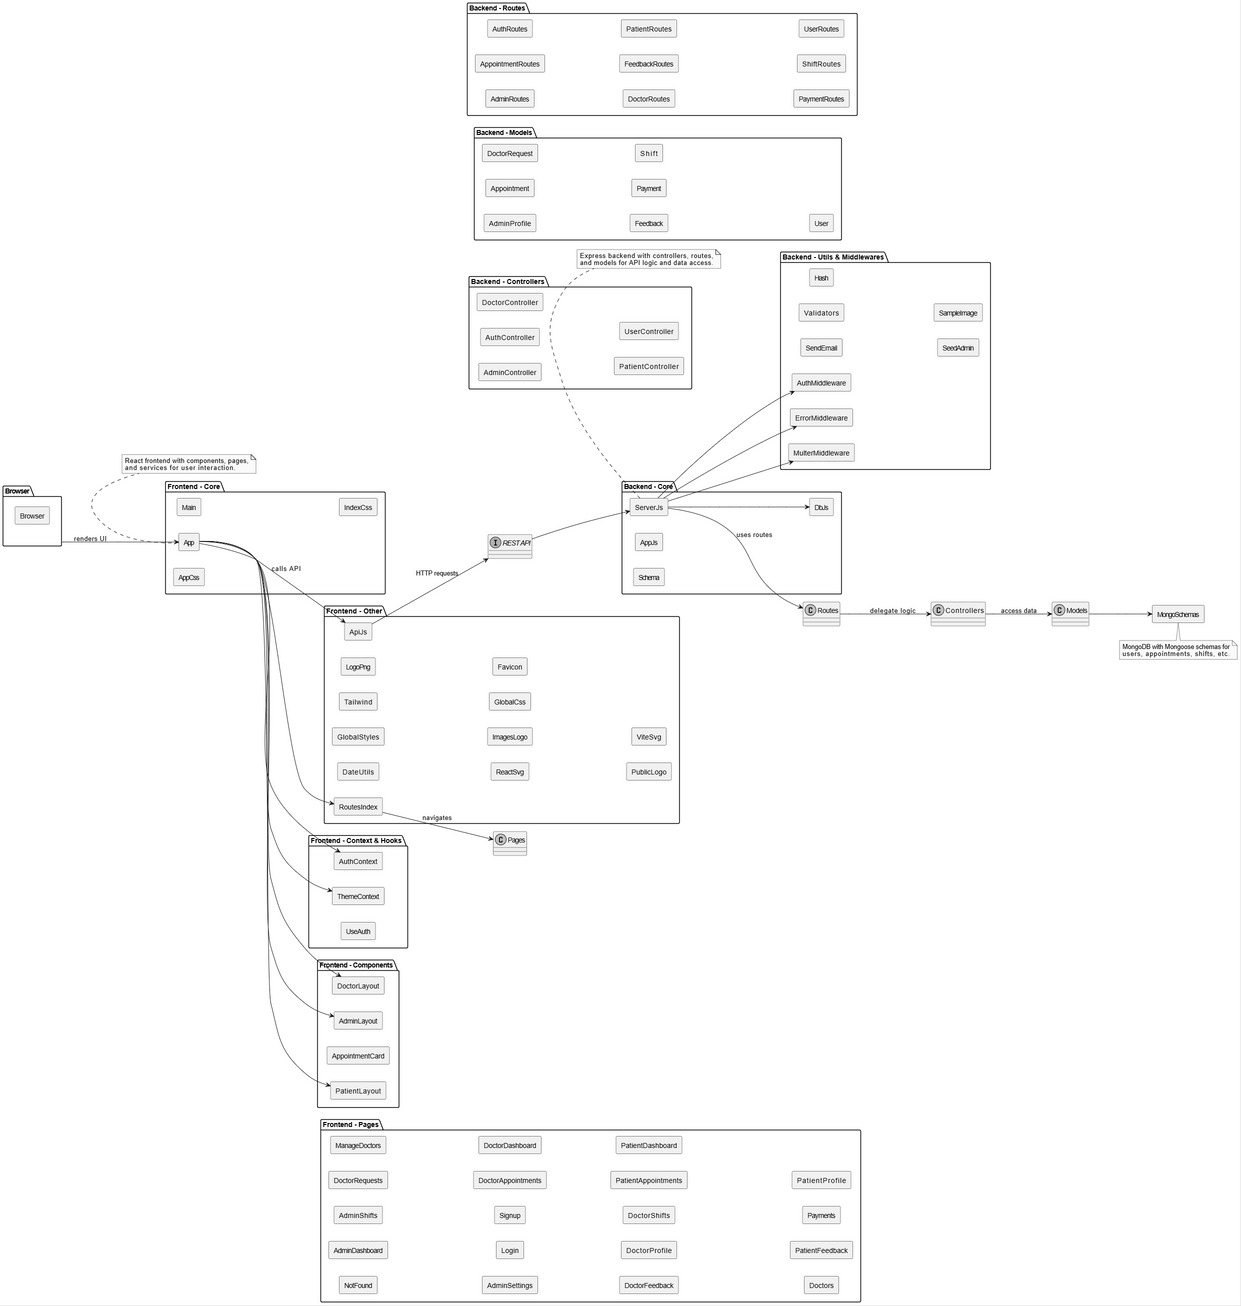 Backend - Routes
AuthRoutes
PatientRoutes
UserRoutes
AppointmentRoutes
FeedbackRoutes
ShiftRoutes
AdminRoutes
DoctorRoutes
PaymentRoutes
Backend - Models
DoctorRequest
Shift
Appointment
Payment
AdminProfile
Feedback
User
Express backend with controllers, routes,
and models for API logic and data access.
Backend - Utils & Middlewares
Hash
Validators
SampleImage
SendEmail
SeedAdmin
AuthMiddleware
ErrorMiddleware
MulterMiddleware
Backend - Controllers
DoctorController
UserController
AuthController
PatientController
AdminController
React frontend with components, pages,
and services for user interaction.
Browser
Browser
renders UI
Frontend - Core
Main
IndexCss
App
AppCss
calls API
HTTP requests
I
REST API
Backend - Core
ServerJs
DbJs
AppJs
Schema
uses routes
C
Routes
delegate logic
C
Controllers
access data
C
Models
MongoSchemas
MongoDB with Mongoose schemas for
users, appointments, shifts, etc.
Frontend - Other
ApiJs
LogoPng
Favicon
Tailwind
GlobalCss
GlobalStyles
ImagesLogo
ViteSvg
DateUtils
ReactSvg
PublicLogo
RoutesIndex
navigates
C
Pages
Frontend - Context & Hooks
AuthContext
ThemeContext
UseAuth
Frontend - Components
DoctorLayout
AdminLayout
AppointmentCard
PatientLayout
Frontend - Pages
ManageDoctors
DoctorDashboard
PatientDashboard
DoctorRequests
DoctorAppointments
PatientAppointments
PatientProfile
AdminShifts
Signup
DoctorShifts
Payments
AdminDashboard
Login
DoctorProfile
PatientFeedback
NotFound
AdminSettings
DoctorFeedback
Doctors